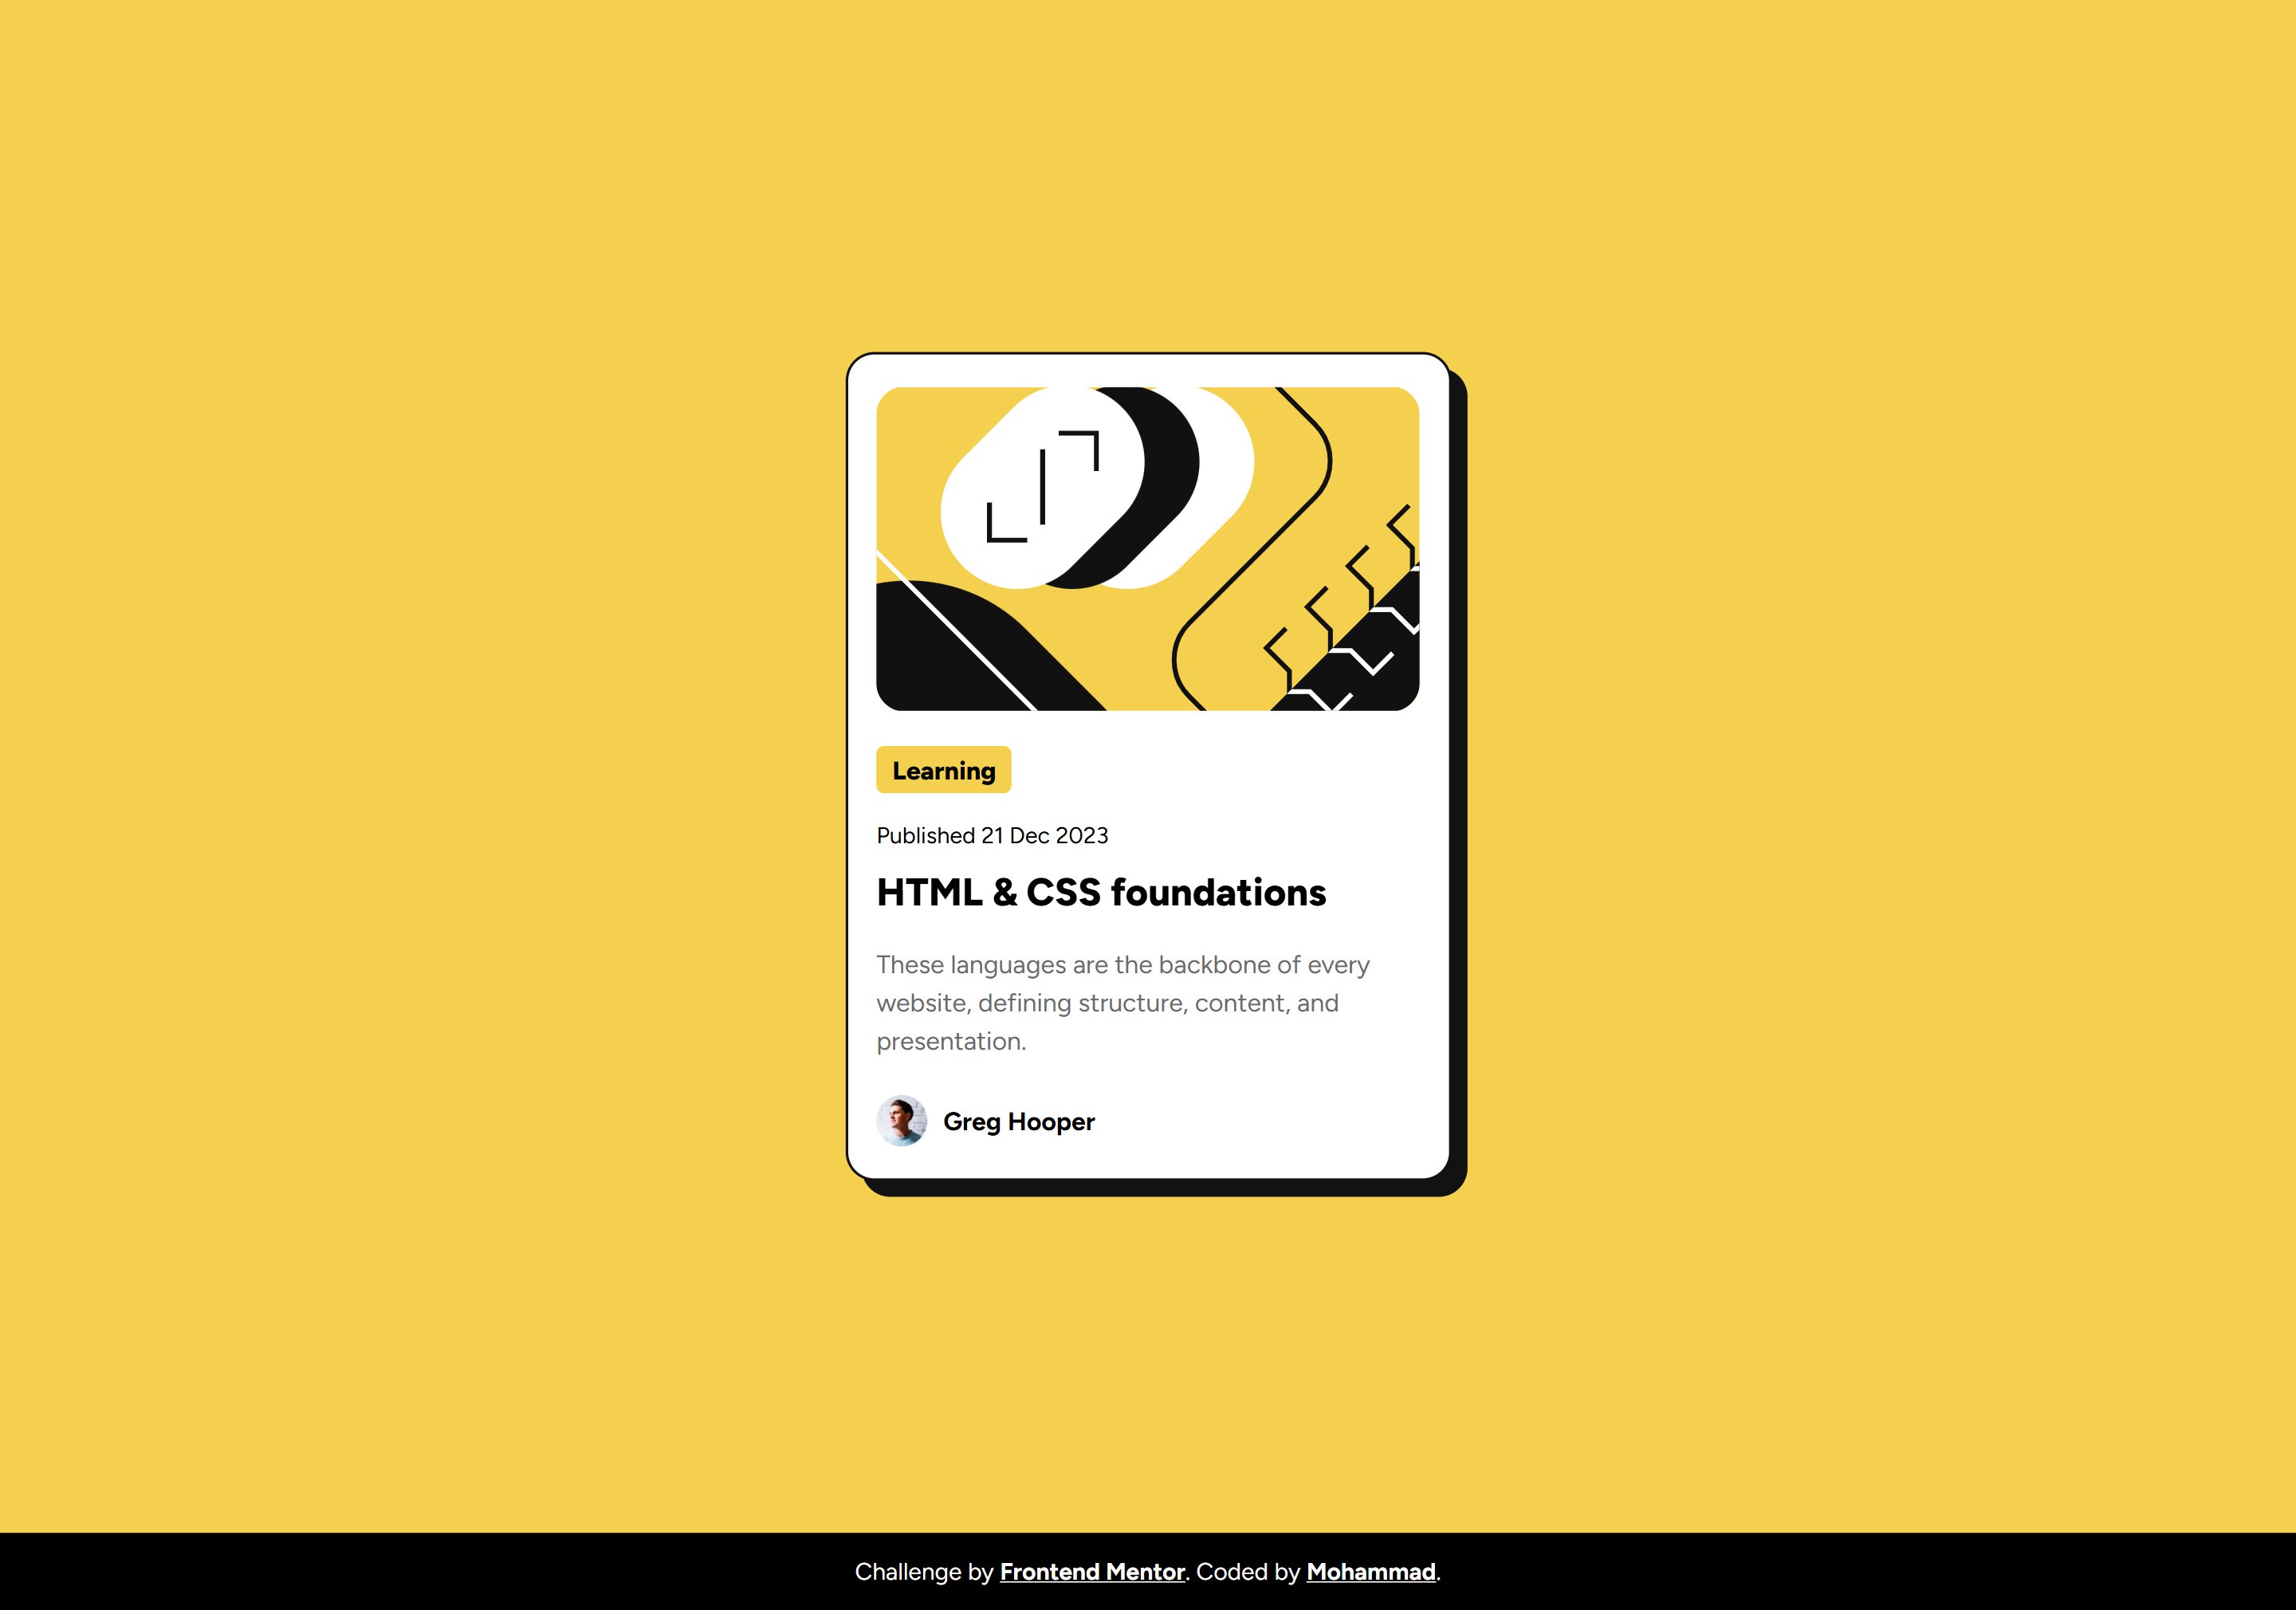 Learning
Published 21 Dec 2023
HTML & CSS foundations
These languages are the backbone of every
website, defining structure, content, and
presentation.
Greg Hooper
Challenge by Frontend Mentor. Coded by Mohammad.